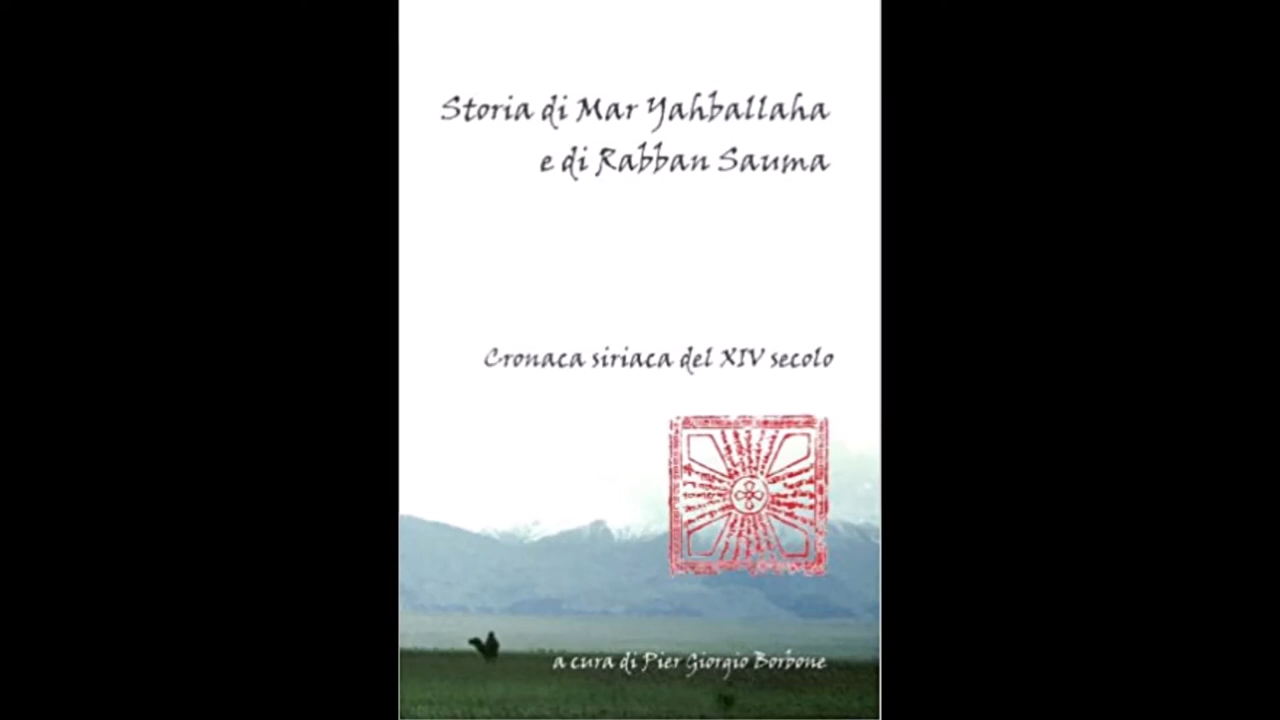 Storia di Mar Yahballaha
e di Rabban Sauma
Cronaca siriaca del XIV secolo
a cura di Pier Giorgio Borbone